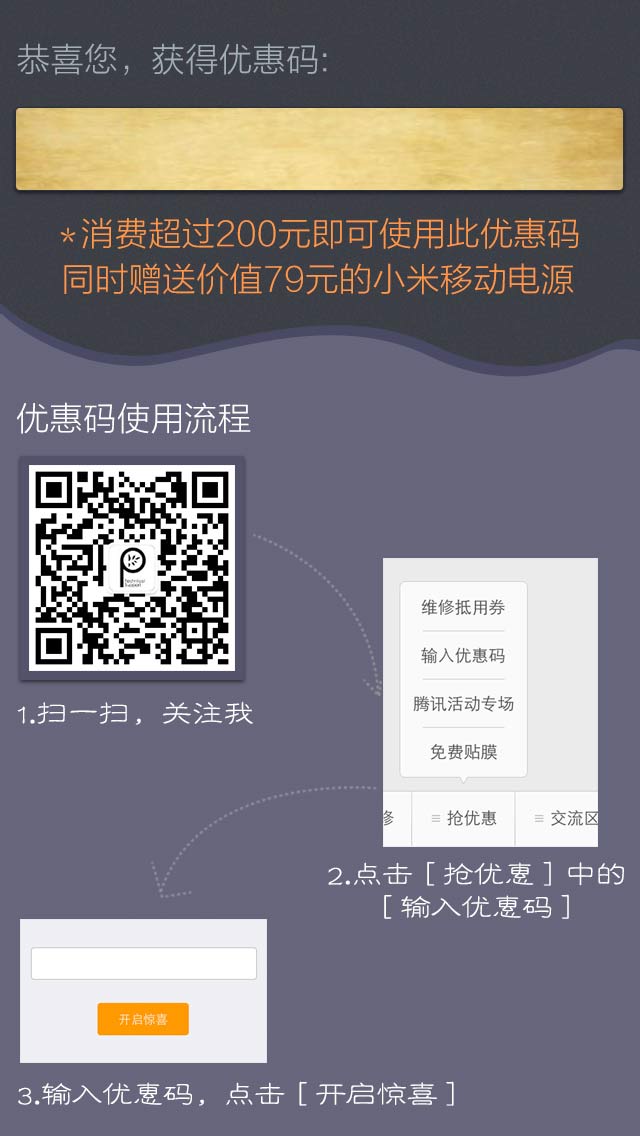 恭喜您，获得优惠码:
*消费超过200元即可使用此优惠码
同时赠送价值79元的小米移动电源
优惠码使用流程
Technical
Support
1.扫一扫，关注我
维修抵用券
输入优惠码
腾讯活动专场
免费贴膜
修
抢优惠
交流区
2.点击［抢优惠］中的
［输入优惠码］
开启惊喜
3.输入优惠码，点击［开启惊喜］